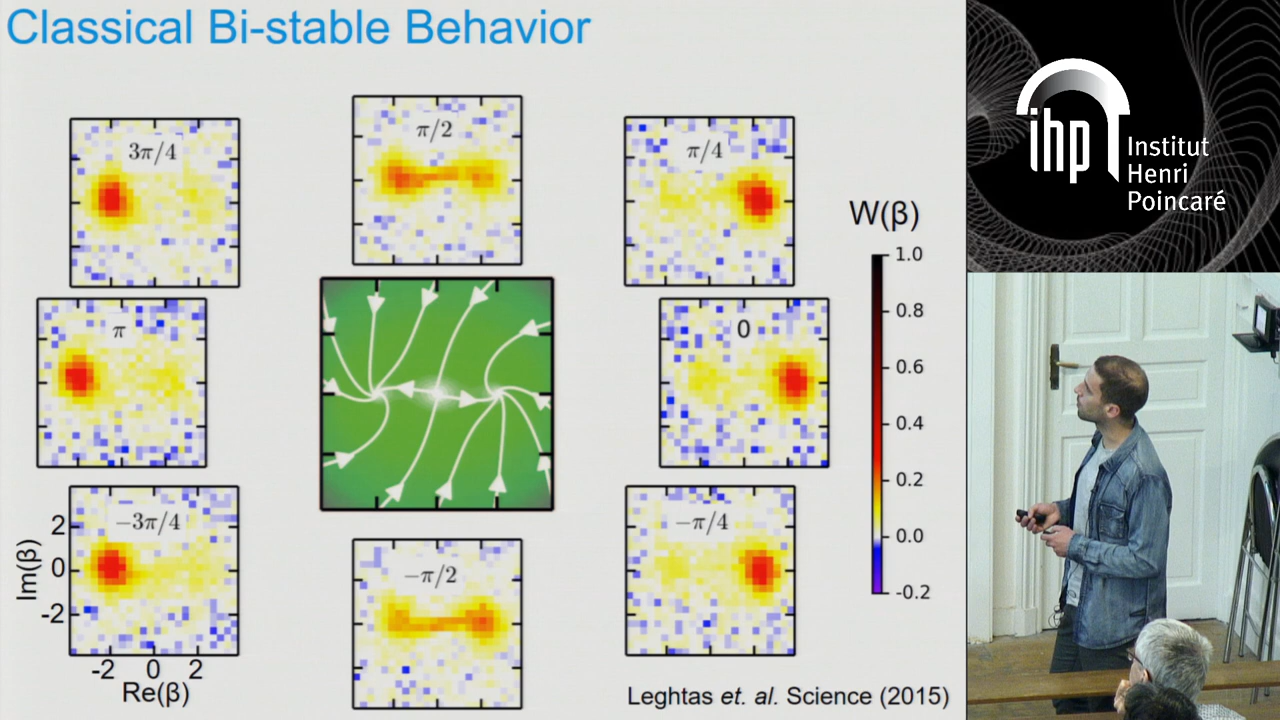 Classical Bi-stable Behavior
3π/4
π/2
π/4
π
0
−3π/4
−π/2
−π/4
W(β)
1.0
0.8
0.6
0.4
0.2
0.0
-0.2
Im(β)
2
0
-2
-2 0 2
Re(β)
Leghtas et. al. Science (2015)
ihp
Institut
Henri
Poincaré